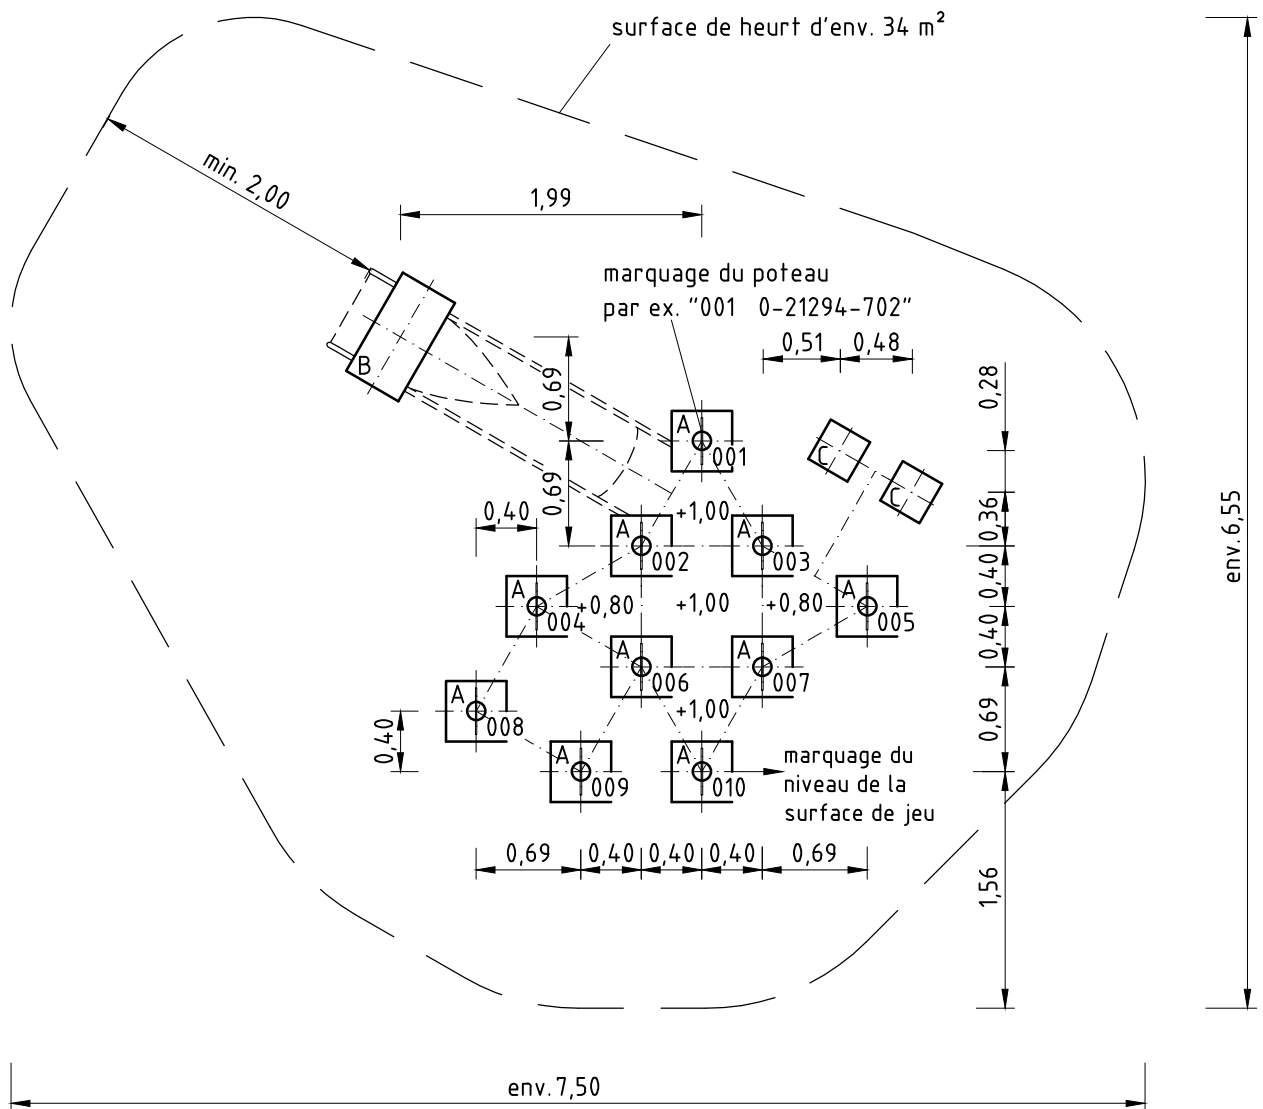 surface de heurt d'env. 34 m²
min. 2,00
1,99
marquage du poteau
par ex. "001 0-21294-702"
0,51
0,48
0,28
B
0,69
A
001
C
C
0,69
0,36
0,40
+1,00
A
002
A
003
env. 6,55
0,40
A
004
+0,80
+1,00
+0,80
A
005
0,40
A
006
A
007
A
008
+1,00
0,69
0,40
A
009
A
010
marquage du
niveau de la
surface de jeu
0,69
0,40
0,40
0,40
0,69
1,56
env. 7,50